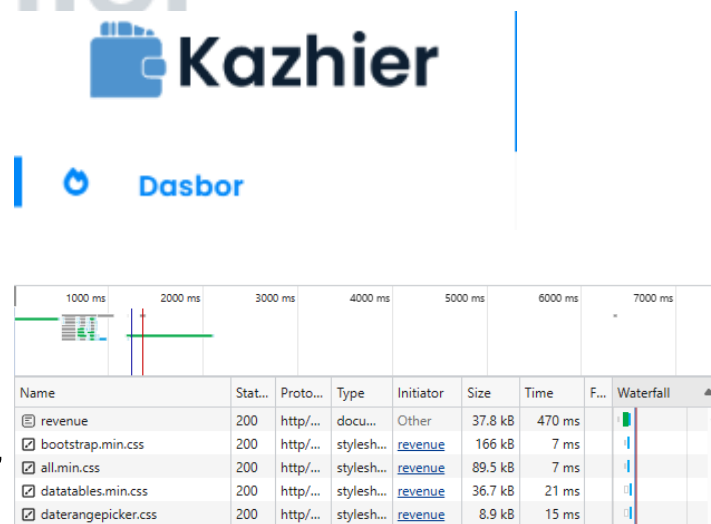 Kazhier
Dasbor
1000 ms 2000 ms 3000 ms 4000 ms 5000 ms 6000 ms 7000 ms
Name Stat... Proto... Type Initiator Size Time F... Waterfall
revenue 200 http/... docu... Other 37.8 kB 470 ms
bootstrap.min.css 200 http/... stylesh... revenue 166 kB 7 ms
all.min.css 200 http/... stylesh... revenue 89.5 kB 7 ms
datatables.min.css 200 http/... stylesh... revenue 36.7 kB 21 ms
daterangepicker.css 200 http/... stylesh... revenue 8.9 kB 15 ms